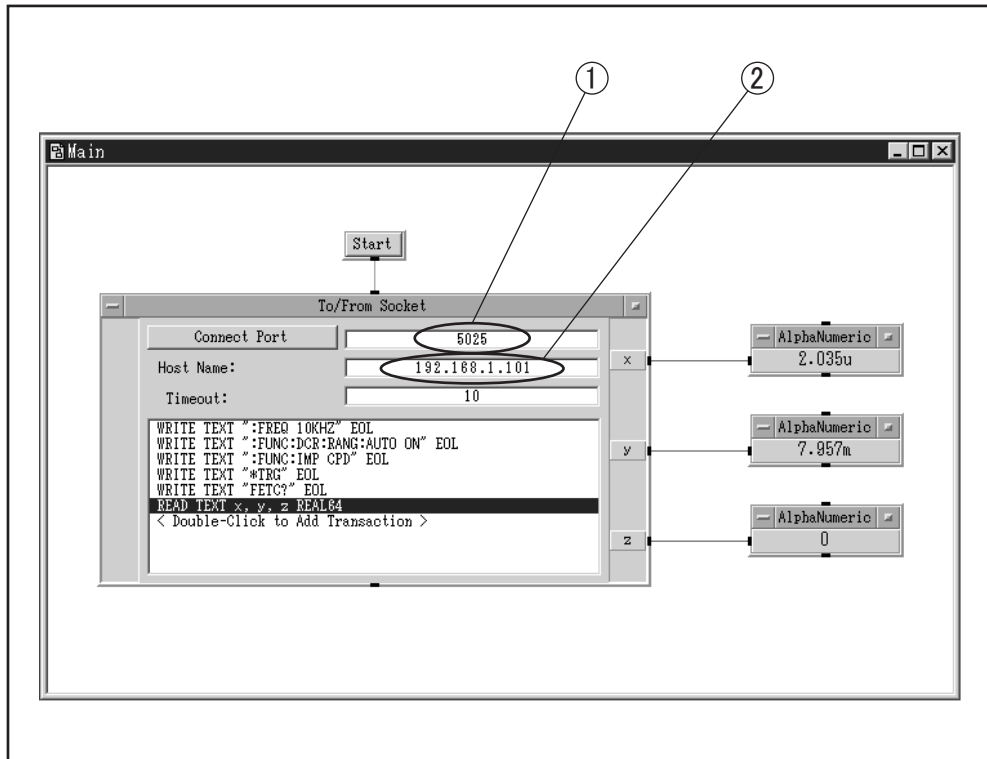 ① ②
Main
Start
To/From Socket
Connect Port 5025
Host Name: 192.168.1.101
Timeout: 10
WRITE TEXT ":FREQ 10KHZ" EOL
WRITE TEXT ":FUNC:DCR:RANG:AUTO ON" EOL
WRITE TEXT ":FUNC:IMP CPD" EOL
WRITE TEXT "*TRG" EOL
WRITE TEXT "FETC?" EOL
READ TEXT x, y, z REAL64
< Double-Click to Add Transaction >
x
y
z
AlphaNumeric
2.035u
AlphaNumeric
7.957m
AlphaNumeric
0